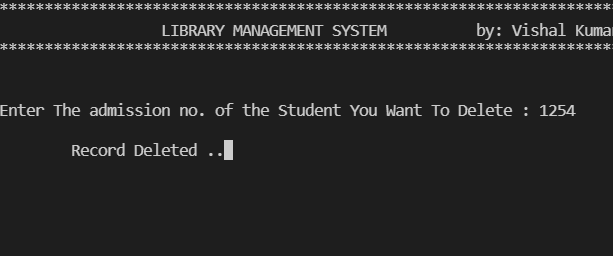 *********************************************************************
LIBRARY MANAGEMENT SYSTEM by: Vishal Kumar
*********************************************************************
Enter The admission no. of the Student You Want To Delete : 1254
Record Deleted ..